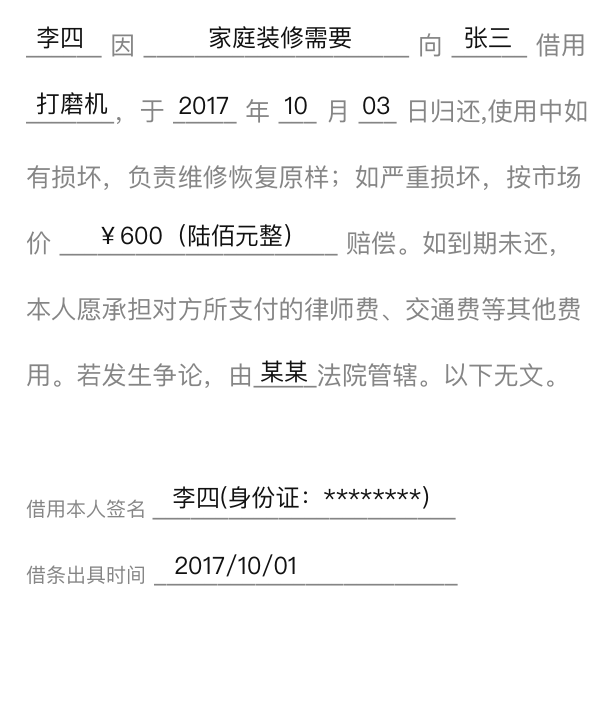 李四 因 家庭装修需要 向 张三 借用
打磨机，于 2017 年 10 月 03 日归还,使用中如
有损坏，负责维修恢复原样；如严重损坏，按市场
价 ¥600（陆佰元整） 赔偿。如到期未还，
本人愿承担对方所支付的律师费、交通费等其他费
用。若发生争论，由某某法院管辖。以下无文。
借用本人签名 李四(身份证：********)
借条出具时间 2017/10/01